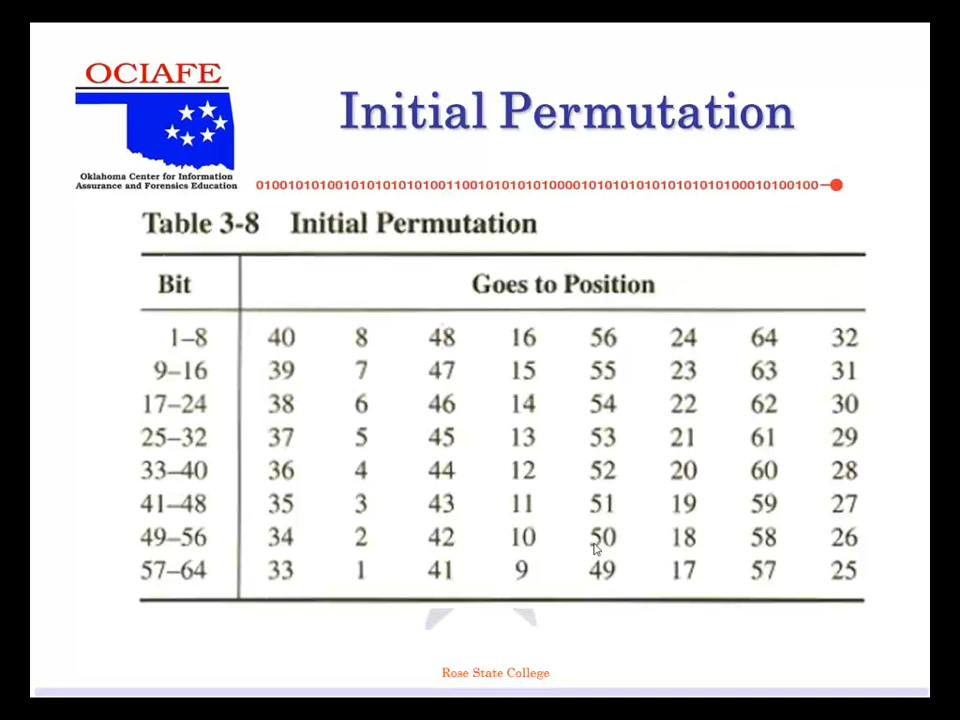 OCIAFE
Oklahoma Center for Information
Assurance and Forensics Education
Initial Permutation
0100101010010101010101010011001010101010100001010101010101010101010100010100100
Table 3-8 Initial Permutation
Bit Goes to Position
1–8 40 8 48 16 56 24 64 32
9–16 39 7 47 15 55 23 63 31
17–24 38 6 46 14 54 22 62 30
25–32 37 5 45 13 53 21 61 29
33–40 36 4 44 12 52 20 60 28
41–48 35 3 43 11 51 19 59 27
49–56 34 2 42 10 50 18 58 26
57–64 33 1 41 9 49 17 57 25
Rose State College